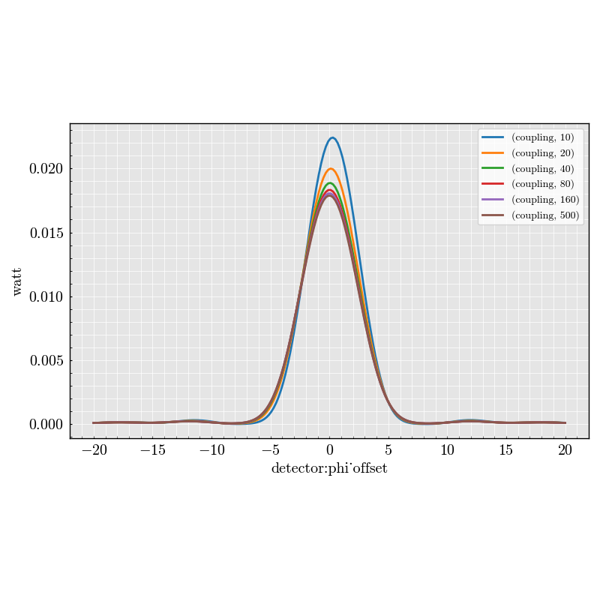 (coupling, 10)
(coupling, 20)
(coupling, 40)
(coupling, 80)
(coupling, 160)
(coupling, 500)
0.020
0.015
0.010
0.005
0.000
watt
−20 −15 −10 −5 0 5 10 15 20
detector:phi˙offset